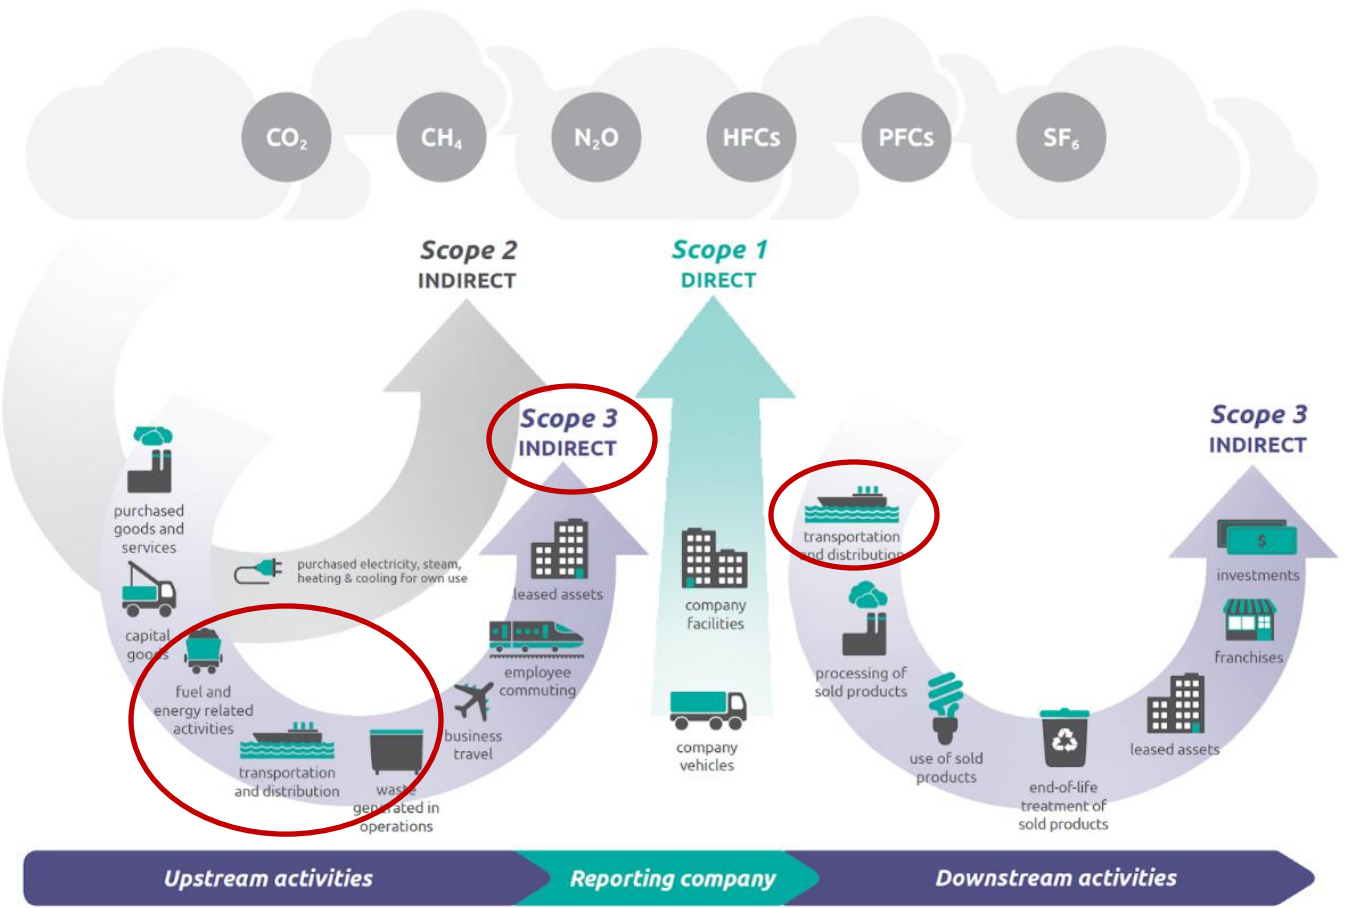 CO₂
CH₄
N₂O
HFCs
PFCs
SF₆
Scope 2
INDIRECT
Scope 1
DIRECT
Scope 3
INDIRECT
Scope 3
INDIRECT
purchased
goods and
services
capital
goods
fuel and
energy related
activities
transportation
and distribution
waste
generated in
operations
business
travel
employee
commuting
leased assets
purchased electricity, steam,
heating & cooling for own use
company
facilities
company
vehicles
transportation
and distribution
processing of
sold products
use of sold
products
end-of-life
treatment of
sold products
leased assets
franchises
$
investments
Upstream activities
Reporting company
Downstream activities